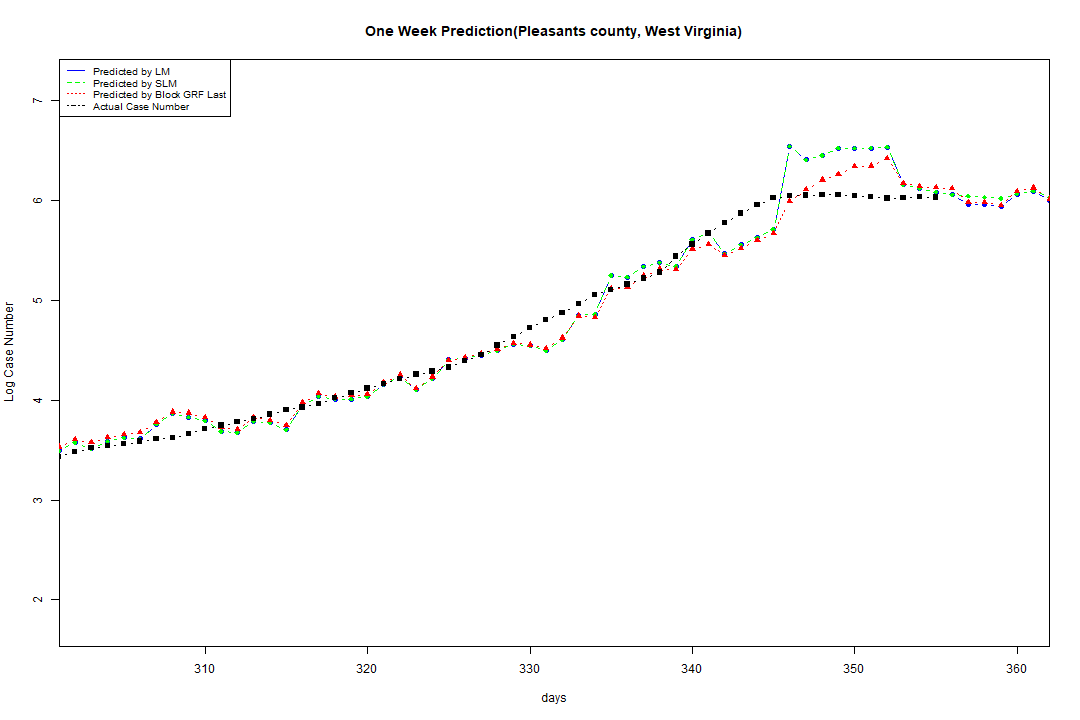 One Week Prediction(Pleasants county, West Virginia)
Predicted by LM
Predicted by SLM
Predicted by Block GRF Last
Actual Case Number
7
6
5
4
3
2
Log Case Number
310 320 330 340 350 360
days